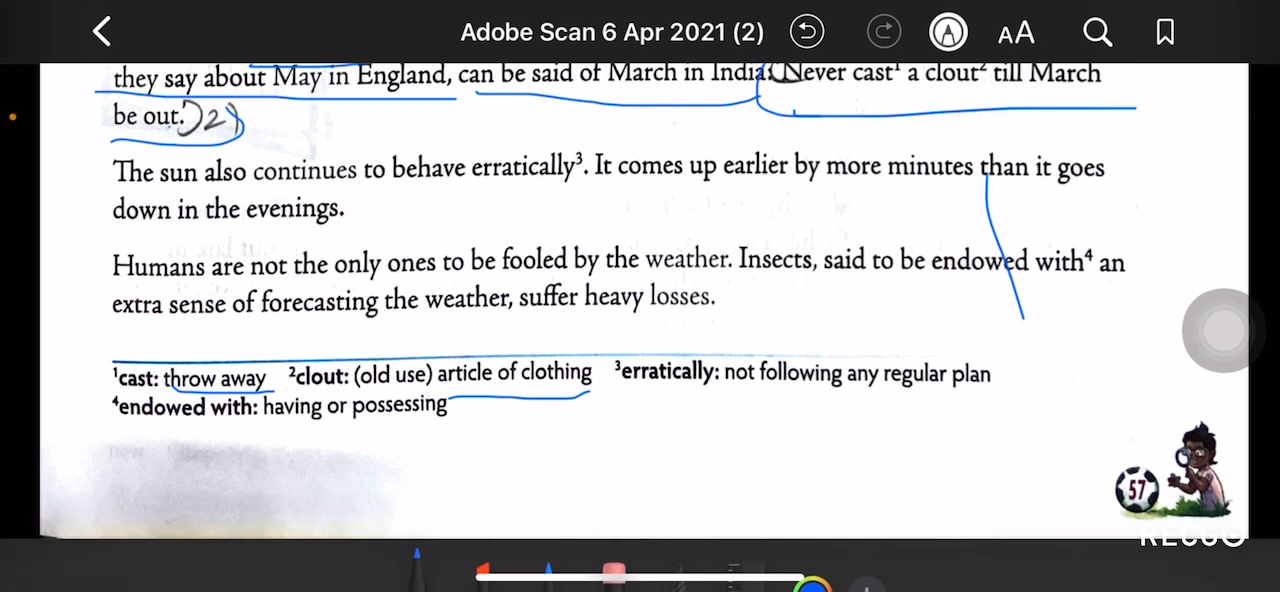 Adobe Scan 6 Apr 2021 (2)
AA
they say about May in England, can be said of March in India: (Never cast¹ a clout² till March
be out.) 2)
The sun also continues to behave erratically³. It comes up earlier by more minutes than it goes
down in the evenings.
Humans are not the only ones to be fooled by the weather. Insects, said to be endowed with⁴ an
extra sense of forecasting the weather, suffer heavy losses.
¹cast: throw away ²clout: (old use) article of clothing ³erratically: not following any regular plan
⁴endowed with: having or possessing
57